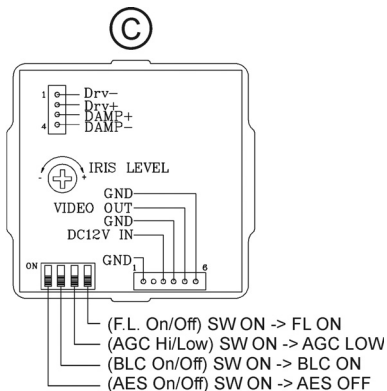 C
1 Drv-
Drv+
DAMP+
4 DAMP-
- + IRIS LEVEL
GND
VIDEO OUT
GND
DC12V IN
ON GND 1 6
(F.L. On/Off) SW ON -> FL ON
(AGC Hi/Low) SW ON -> AGC LOW
(BLC On/Off) SW ON -> BLC ON
(AES On/Off) SW ON -> AES OFF